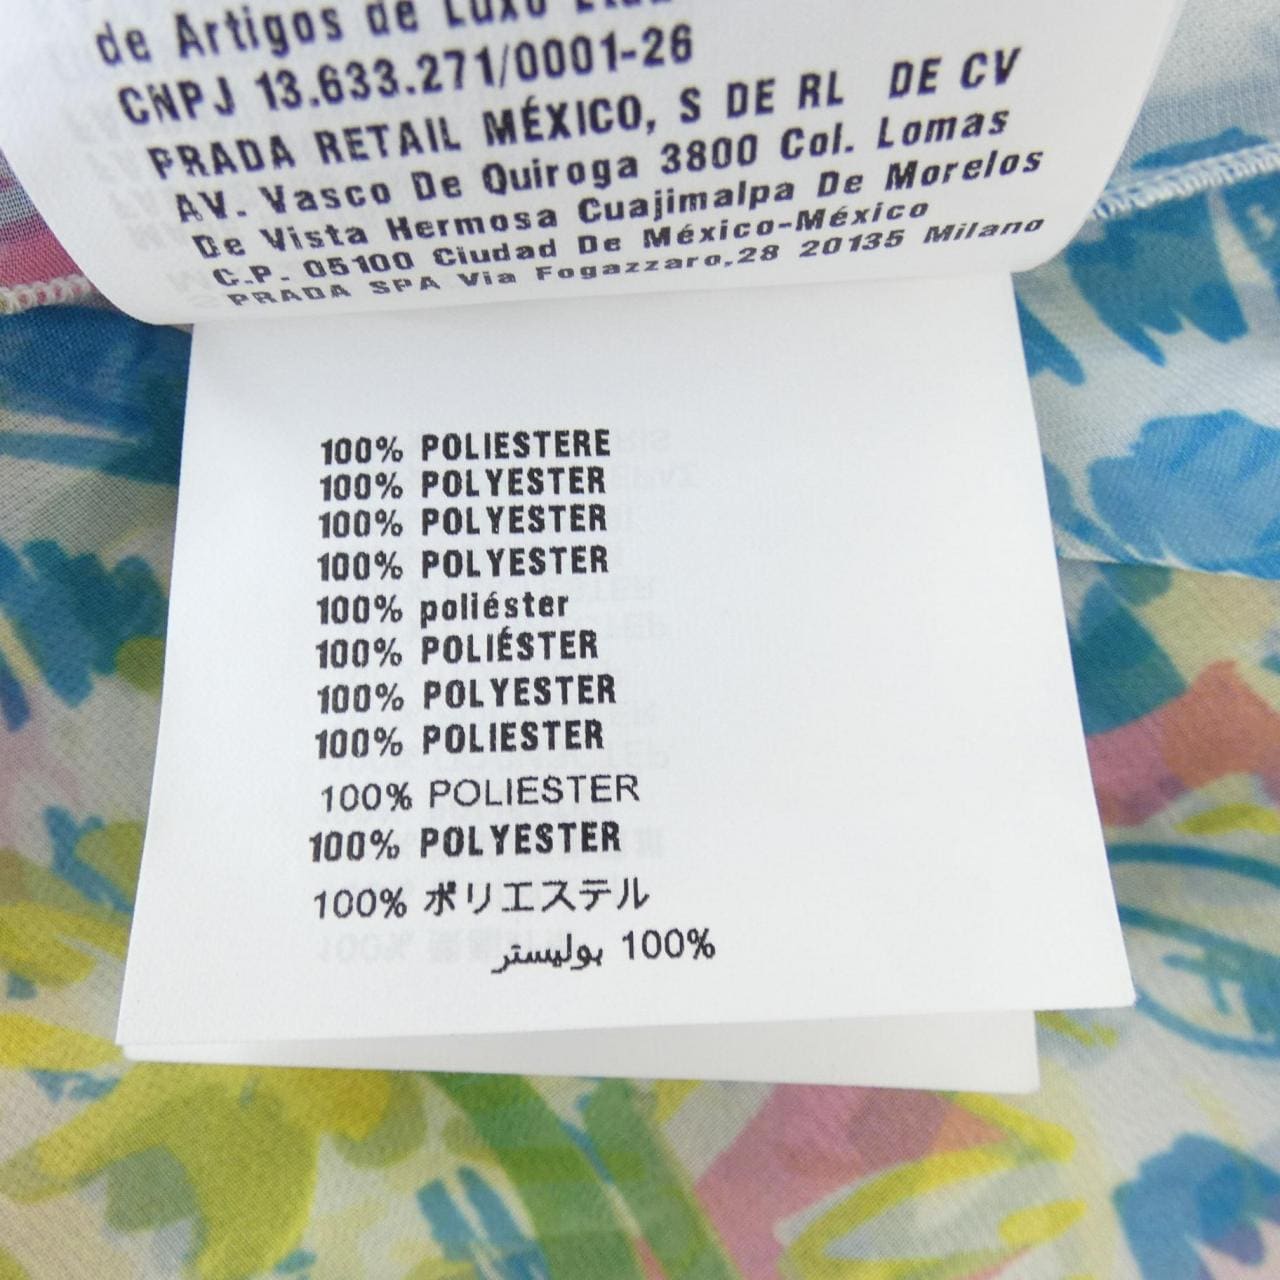 de Artigos de Luxo Ltda
CNPJ 13.633.271/0001-26
PRADA RETAIL MÉXICO, S DE RL DE CV
AV. Vasco De Quiroga 3800 Col. Lomas
De Vista Hermosa Cuajimalpa De Morelos
C.P. 05100 Ciudad De México-México
PRADA SPA Via Fogazzaro,28 20135 Milano
100% POLIESTERE
100% POLYESTER
100% POLYESTER
100% POLYESTER
100% poliéster
100% POLIÉSTER
100% POLYESTER
100% POLIESTER
100% POLIESTER
100% POLYESTER
100% ポリエステル
100% بوليستر